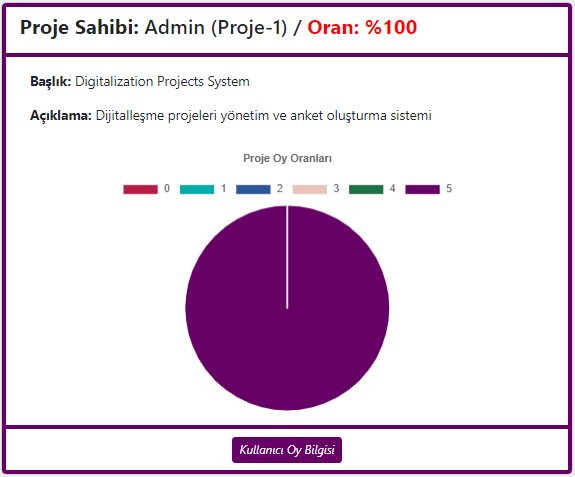 Proje Sahibi: Admin (Proje-1) / Oran: %100
Başlık: Digitalization Projects System
Açıklama: Dijitalleşme projeleri yönetim ve anket oluşturma sistemi
Proje Oy Oranları
0 1 2 3 4 5
Kullanıcı Oy Bilgisi